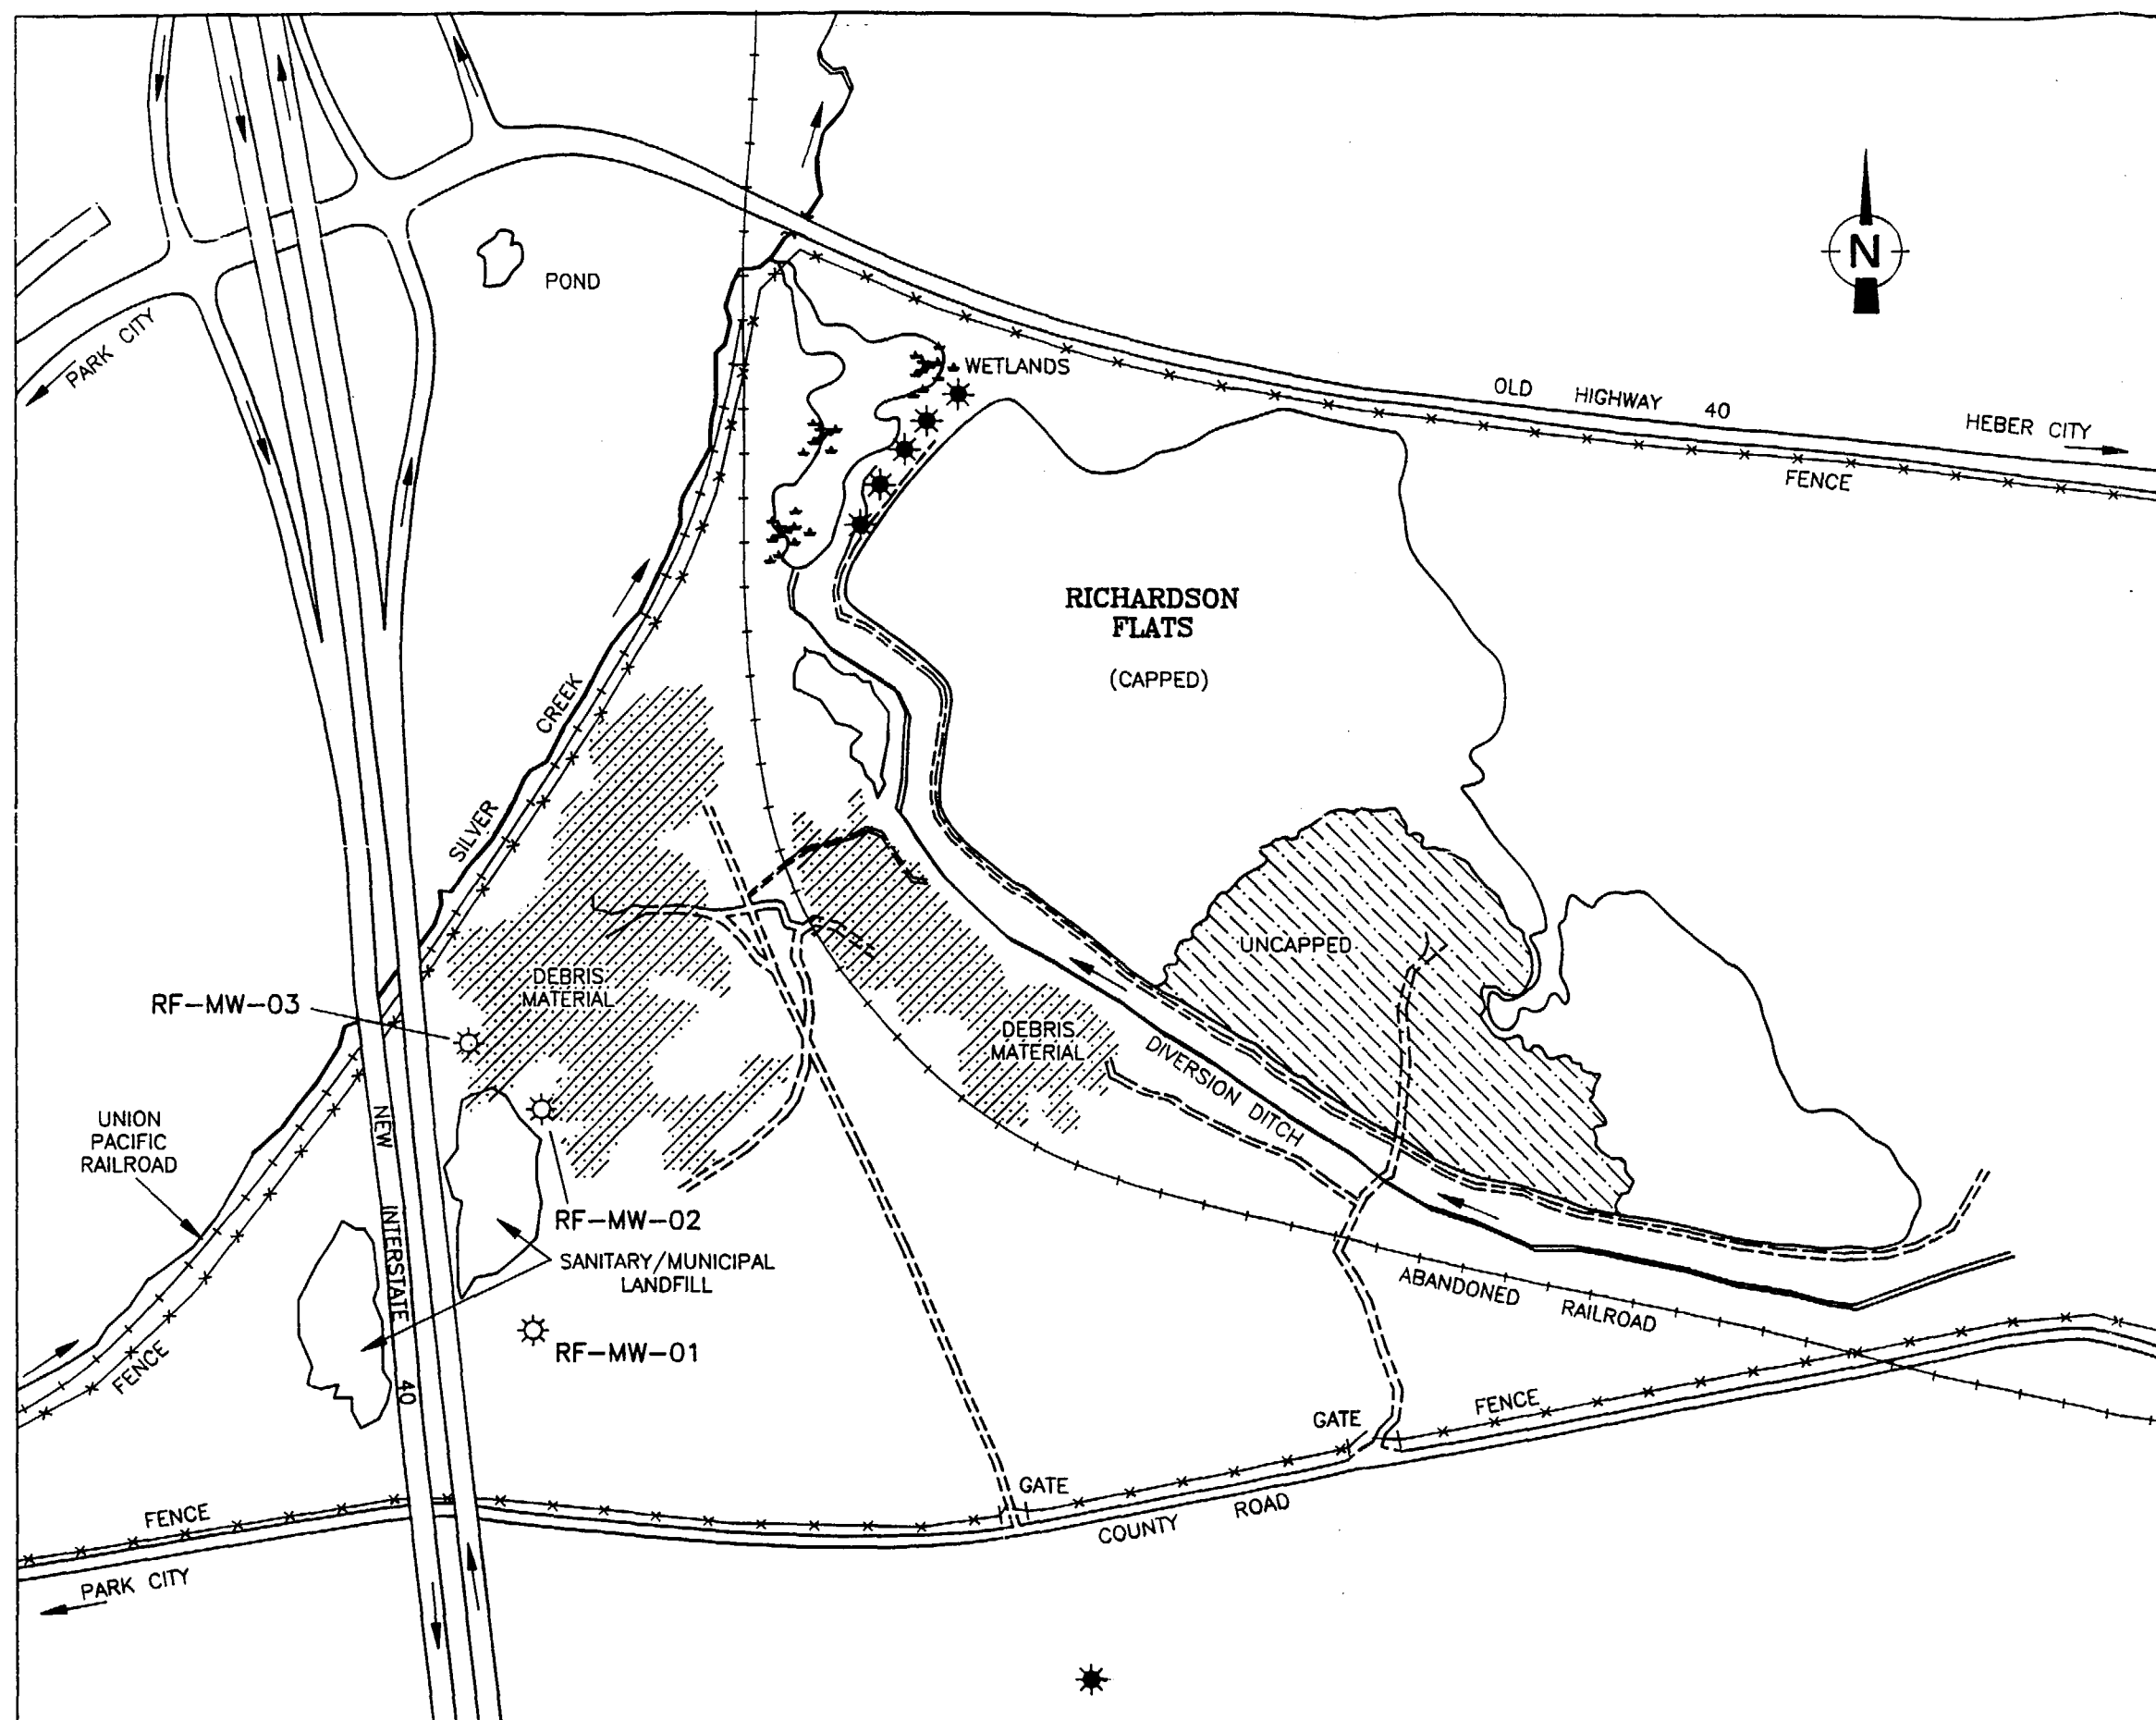 N
POND
PARK CITY
WETLANDS
OLD HIGHWAY 40
HEBER CITY
FENCE
RICHARDSON
FLATS
(CAPPED)
SILVER CREEK
UNCAPPED
DEBRIS
MATERIAL
RF-MW-03
DEBRIS
MATERIAL
DIVERSION DITCH
UNION
PACIFIC
RAILROAD
NEW INTERSTATE 40
RF-MW-02
SANITARY/MUNICIPAL
LANDFILL
RF-MW-01
ABANDONED RAILROAD
FENCE
GATE
FENCE
GATE
FENCE
COUNTY ROAD
PARK CITY